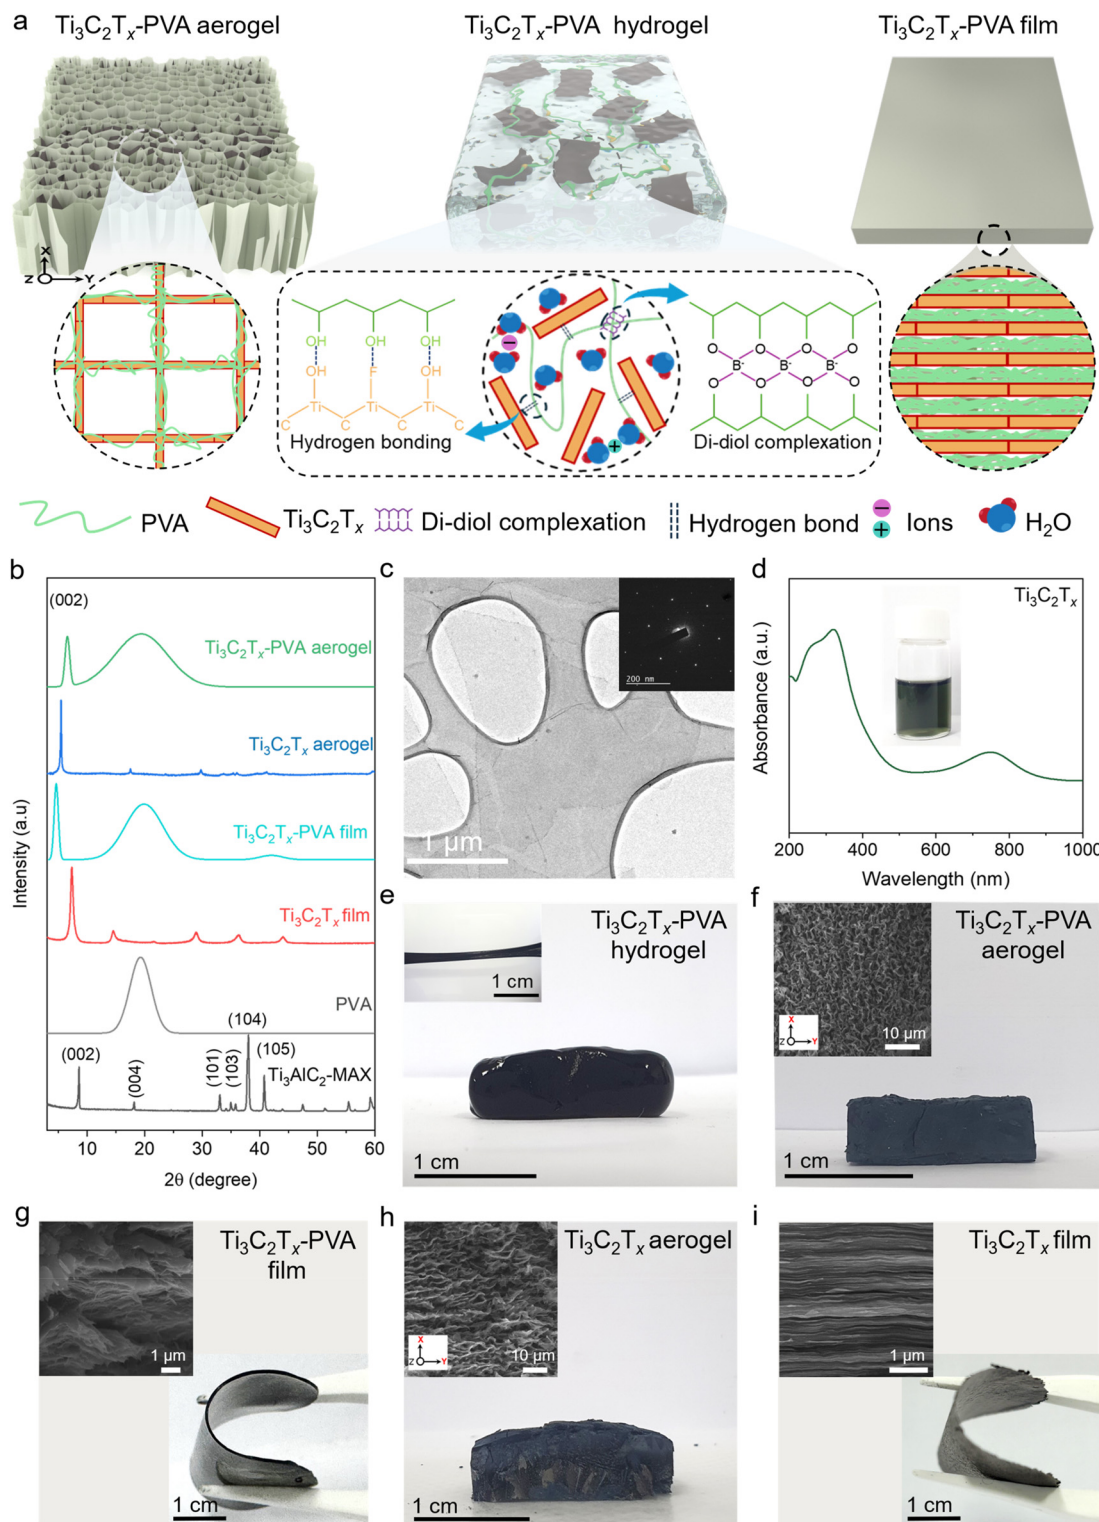 a
Ti₃C₂Tₓ-PVA aerogel
Ti₃C₂Tₓ-PVA hydrogel
Ti₃C₂Tₓ-PVA film
X
Z Y
OH OH OH
OH F OH
Ti Ti Ti
C C C C
Hydrogen bonding
−
+
O O O O
B⁻ B⁻ B⁻
O O O O
Di-diol complexation
PVA
Ti₃C₂Tₓ
Di-diol complexation
Hydrogen bond
−
+
Ions
H₂O
b
(002)
Ti₃C₂Tₓ-PVA aerogel
Ti₃C₂Tₓ aerogel
Ti₃C₂Tₓ-PVA film
Ti₃C₂Tₓ film
PVA
(104)
(002)
(004)
(101)
(103)
(105)
Ti₃AlC₂-MAX
Intensity (a.u)
10 20 30 40 50 60
2θ (degree)
c
200 nm
1 μm
d
Ti₃C₂Tₓ
Absorbance (a.u.)
200 400 600 800 1000
Wavelength (nm)
e
Ti₃C₂Tₓ-PVA
hydrogel
1 cm
1 cm
f
Ti₃C₂Tₓ-PVA
aerogel
X
Z Y
10 μm
1 cm
g
Ti₃C₂Tₓ-PVA
film
1 μm
1 cm
h
Ti₃C₂Tₓ aerogel
X
Z Y
10 μm
1 cm
i
Ti₃C₂Tₓ film
1 μm
1 cm